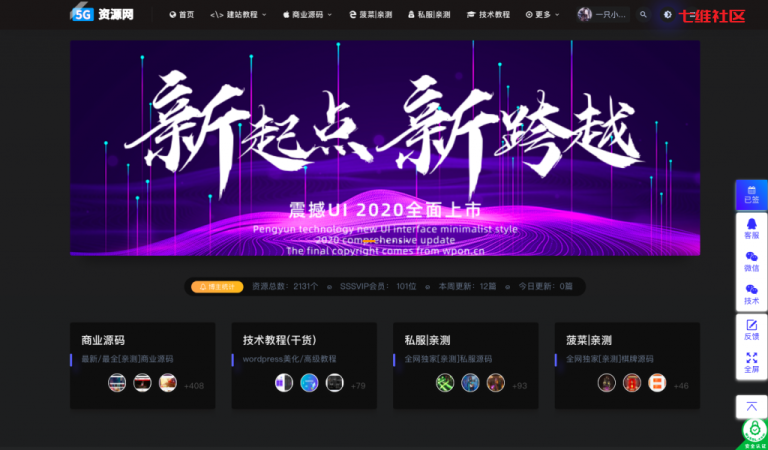 5G 资源网
首页
建站教程
商业源码
菠菜|亲测
私服|亲测
技术教程
更多
一只小...
七维社区
新起点 新跨越
震撼UI 2020全面上市
Pengyun technology new UI interface minimalist style
2020 comprehensive update
The final copyright comes from wpon.cn
博主统计 资源总数：2131个 SSSVIP会员： 101位 本周更新：12篇 今日更新：0篇
商业源码
最新/最全[亲测]商业源码
+408
技术教程(干货)
wordpress美化/高级教程
+79
私服|亲测
全网独家[亲测]私服源码
+93
菠菜|亲测
全网独家[亲测]棋牌源码
+46
已签
客服
微信
技术
反馈
全屏